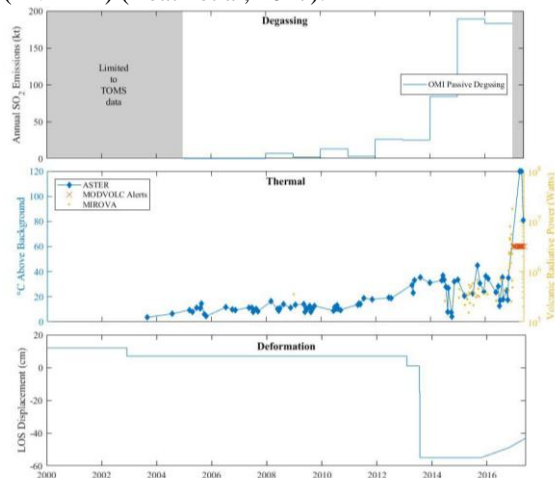 Degassing
200
150
100
50
0
Annual SO2 Emissions (kt)
Limited
to
TOMS
data
OMI Passive Degssing
Thermal
120
100
80
60
40
20
0
°C Above Background
ASTER
MODVOLC Alerts
MIROVA
Volcnic Radiative Power (Watts)
Deformation
20
0
-20
-40
-60
LOS Displacement (cm)
2000 2002 2004 2006 2008 2010 2012 2014 2016